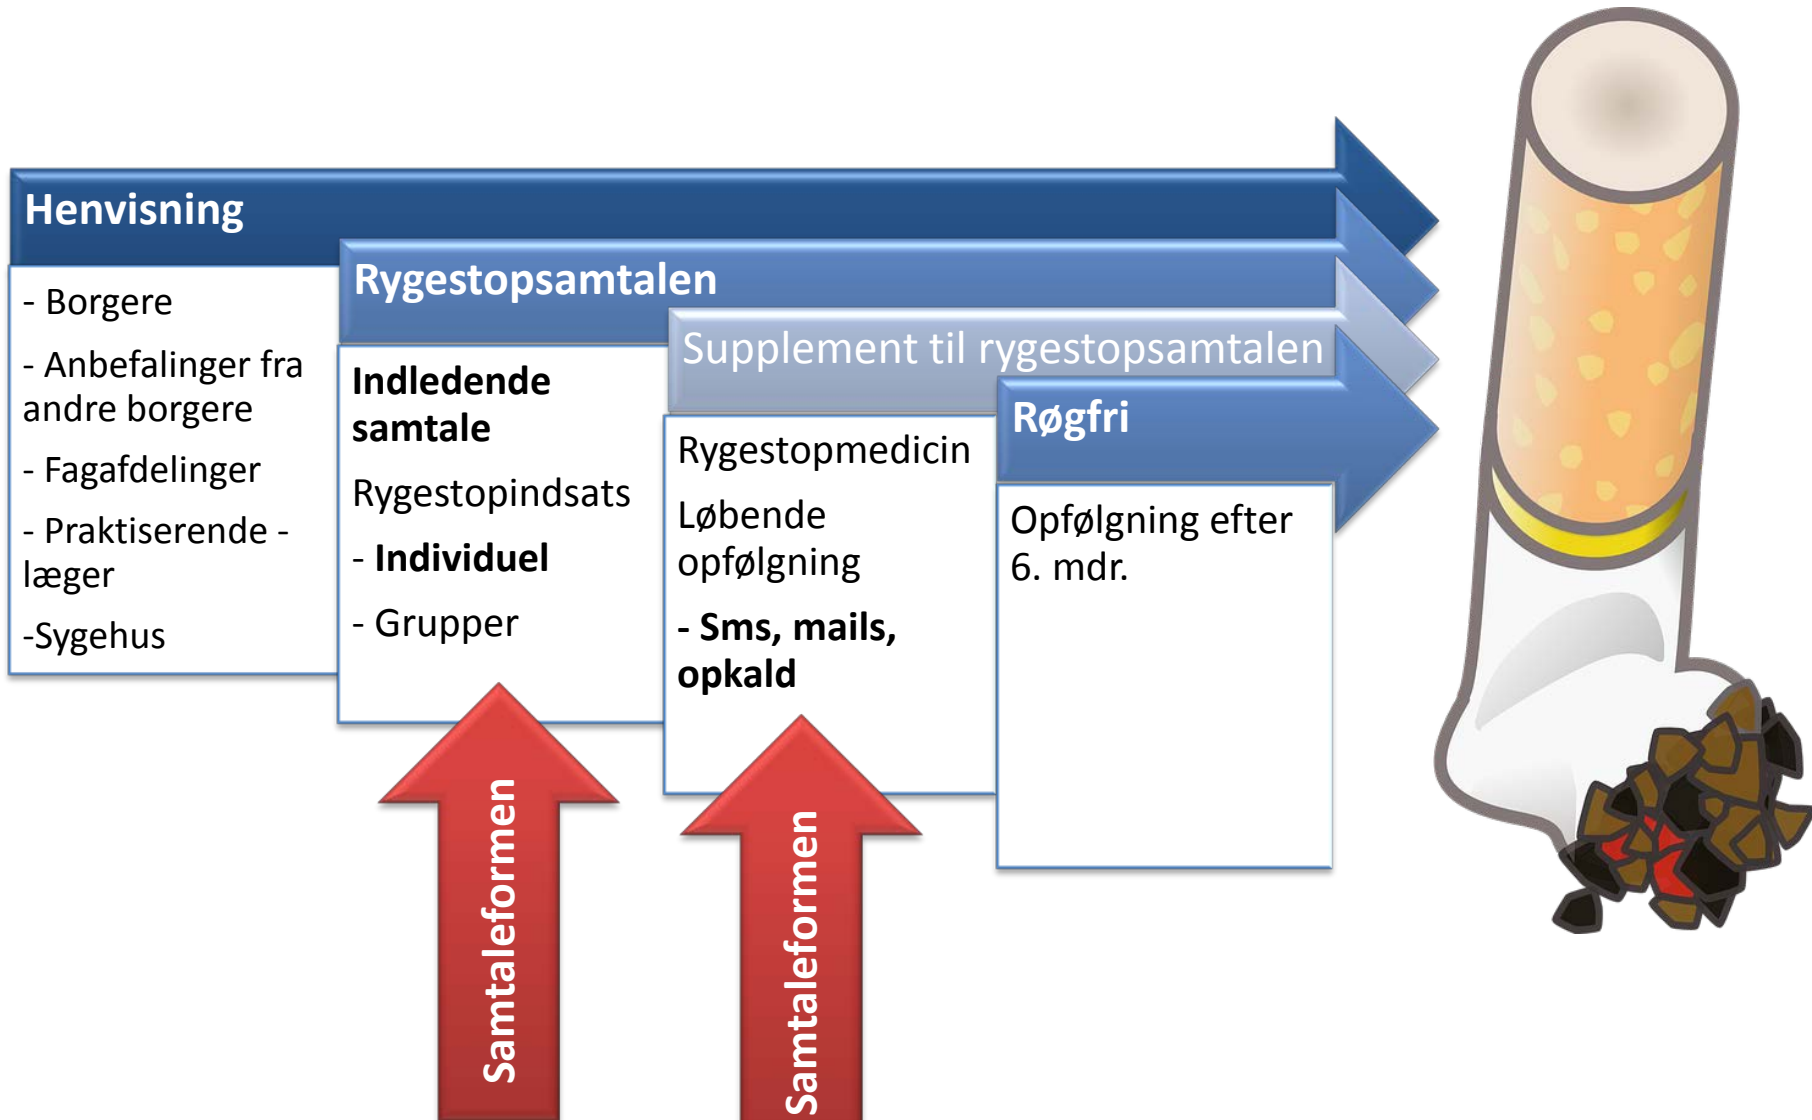 Henvisning
- Borgere
- Anbefalinger fra
andre borgere
- Fagafdelinger
- Praktiserende -
læger
-Sygehus
Rygestopsamtalen
Indledende
samtale
Rygestopindsats
- Individuel
- Grupper
Supplement til rygestopsamtalen
Rygestopmedicin
Løbende
opfølgning
- Sms, mails,
opkald
Røgfri
Opfølgning efter
6. mdr.
Samtaleformen
Samtaleformen